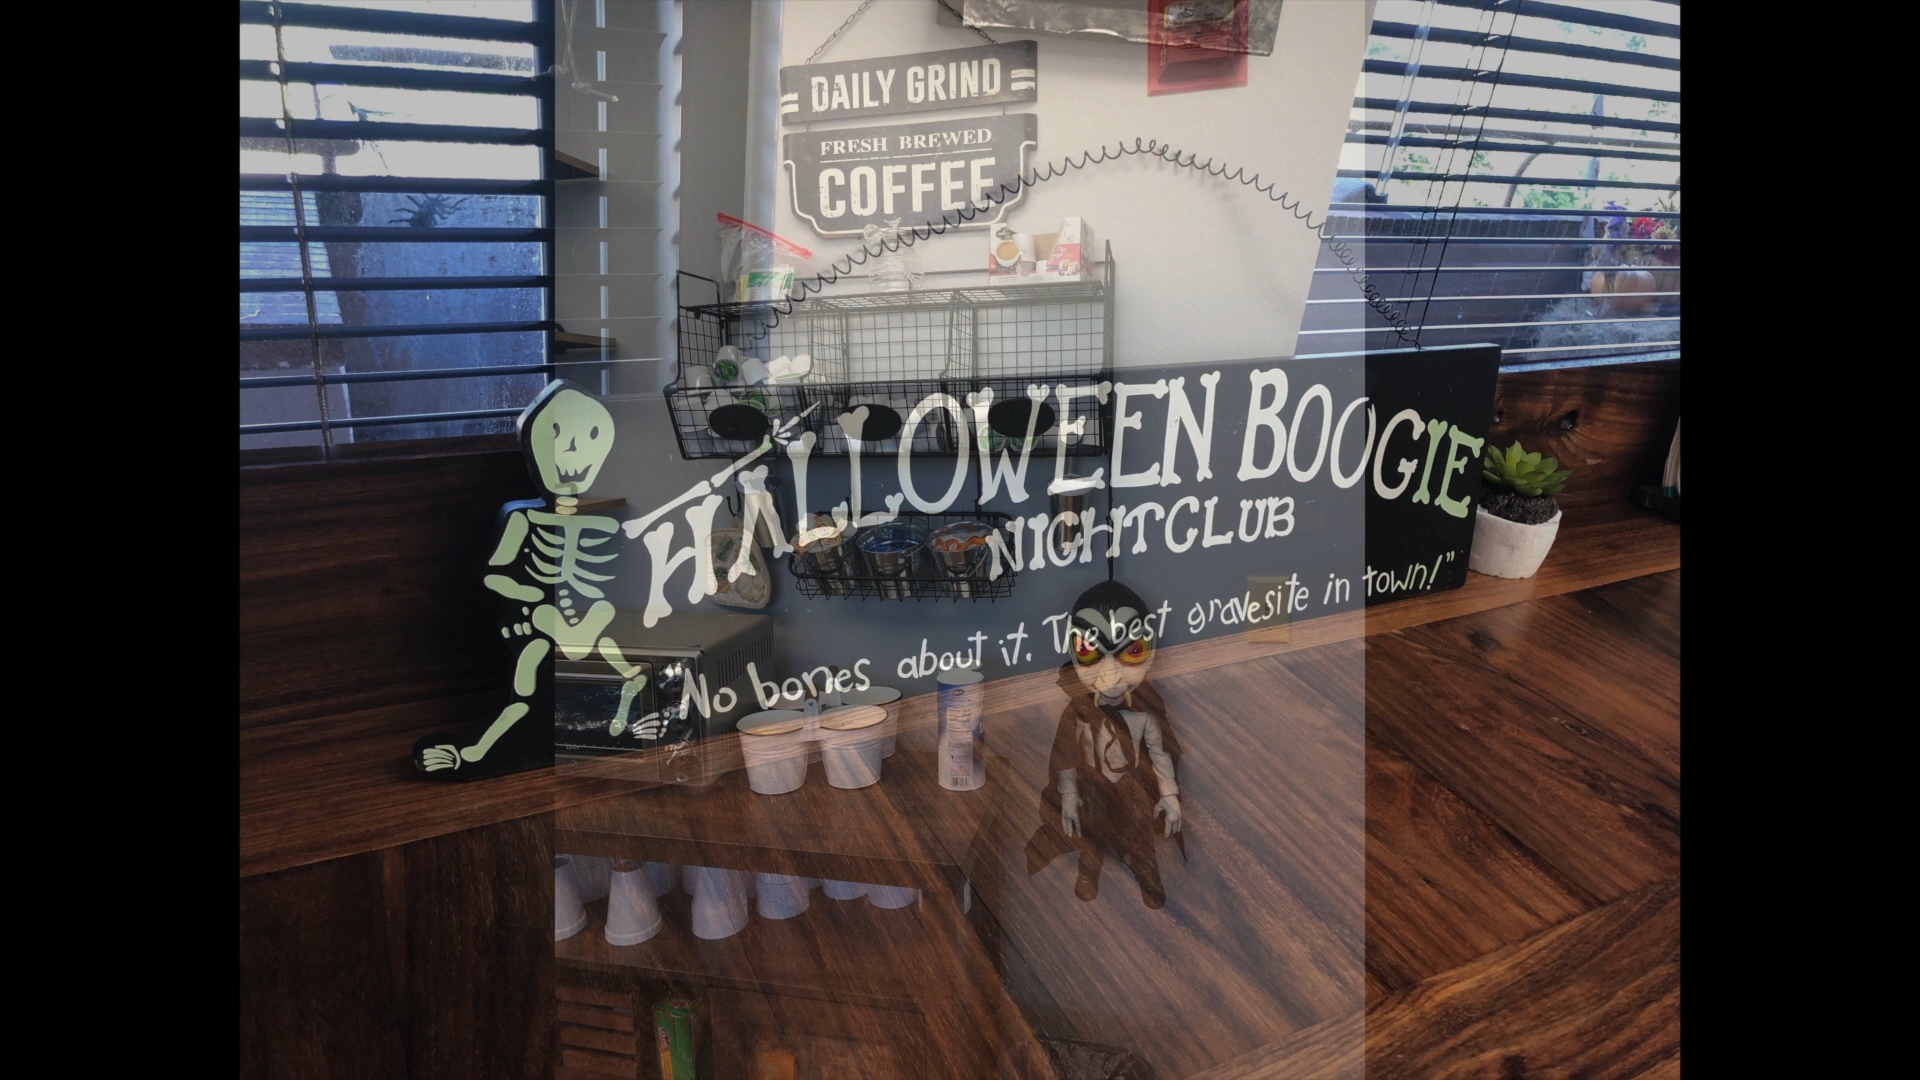 DAILY GRIND
FRESH BREWED
COFFEE
HALLOWEEN BOOGIE
NIGHTCLUB
"No bones about it. The best gravesite in town!"